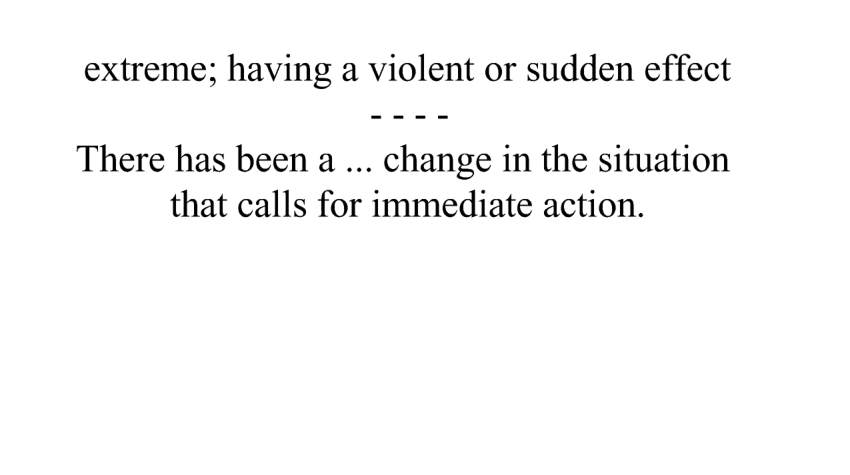 extreme; having a violent or sudden effect
- - - -
There has been a ... change in the situation
that calls for immediate action.